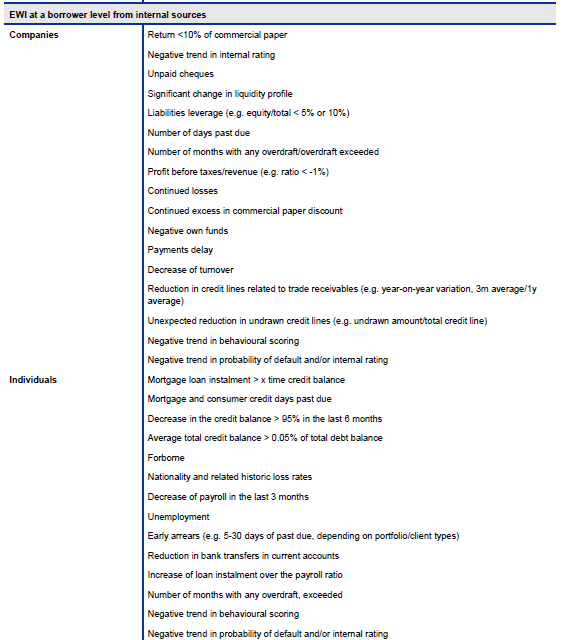 EWI at a borrower level from internal sources
Companies
Return <10% of commercial paper
Negative trend in internal rating
Unpaid cheques
Significant change in liquidity profile
Liabilities leverage (e.g. equity/total < 5% or 10%)
Number of days past due
Number of months with any overdraft/overdraft exceeded
Profit before taxes/revenue (e.g. ratio < -1%)
Continued losses
Continued excess in commercial paper discount
Negative own funds
Payments delay
Decrease of turnover
Reduction in credit lines related to trade receivables (e.g. year-on-year variation, 3m average/1y
average)
Unexpected reduction in undrawn credit lines (e.g. undrawn amount/total credit line)
Negative trend in behavioural scoring
Negative trend in probability of default and/or internal rating
Individuals
Mortgage loan instalment > x time credit balance
Mortgage and consumer credit days past due
Decrease in the credit balance > 95% in the last 6 months
Average total credit balance > 0.05% of total debt balance
Forborne
Nationality and related historic loss rates
Decrease of payroll in the last 3 months
Unemployment
Early arrears (e.g. 5-30 days of past due, depending on portfolio/client types)
Reduction in bank transfers in current accounts
Increase of loan instalment over the payroll ratio
Number of months with any overdraft, exceeded
Negative trend in behavioural scoring
Negative trend in probability of default and/or internal rating